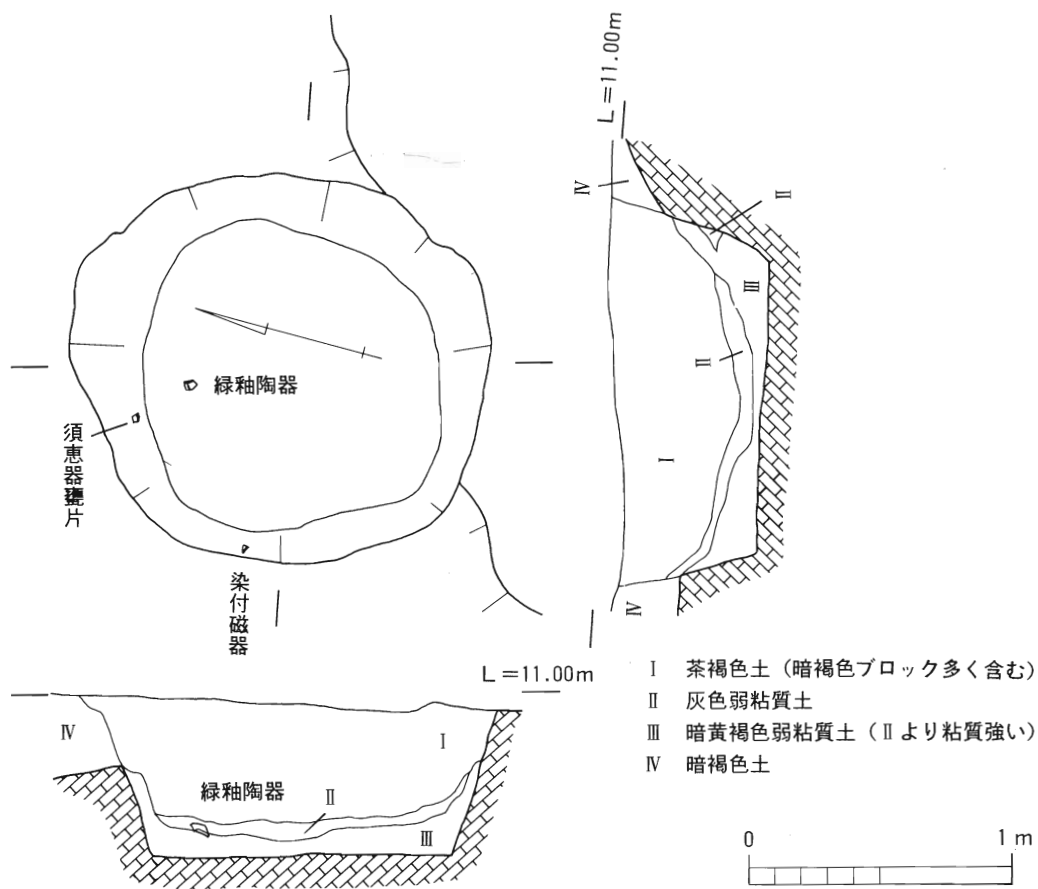 L=11.00m
Ⅳ
Ⅱ
Ⅲ
Ⅱ
Ⅰ
Ⅳ
緑釉陶器
須恵器甕片
染付磁器
L=11.00m
Ⅳ
Ⅰ
緑釉陶器
Ⅱ
Ⅲ
Ⅰ 茶褐色土（暗褐色ブロック多く含む）
Ⅱ 灰色弱粘質土
Ⅲ 暗黄褐色弱粘質土（Ⅱより粘質強い）
Ⅳ 暗褐色土
0 1m